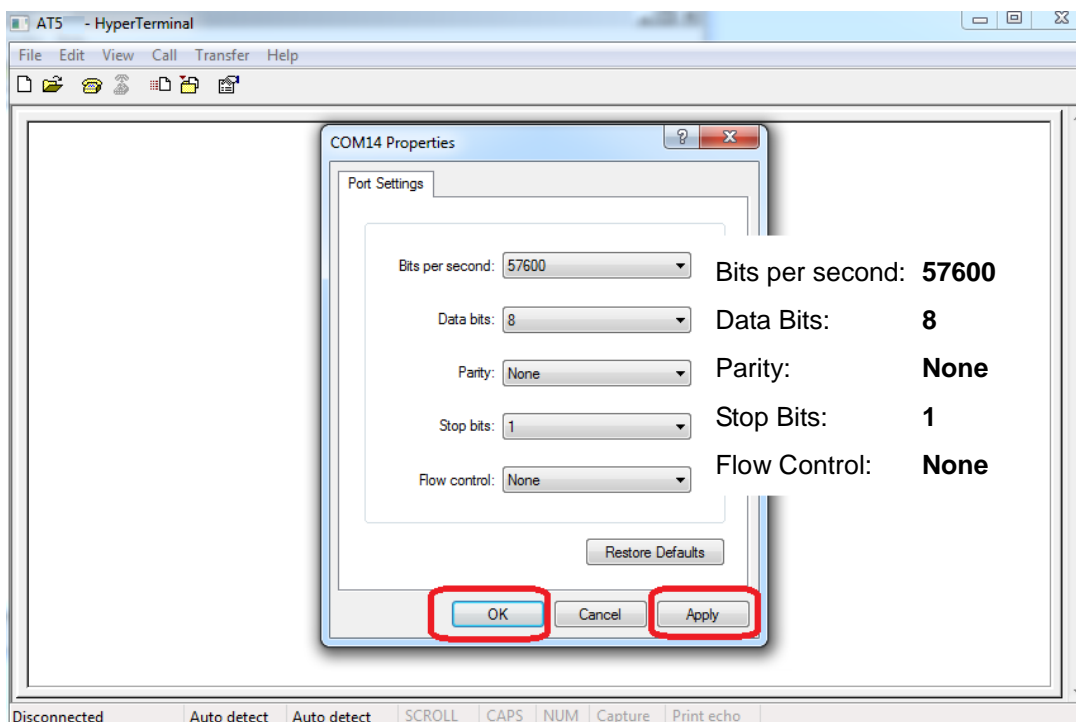 AT5 - HyperTerminal
File Edit View Call Transfer Help
COM14 Properties
Port Settings
Bits per second: 57600
Data bits: 8
Parity: None
Stop bits: 1
Flow control: None
Bits per second: 57600
Data Bits: 8
Parity: None
Stop Bits: 1
Flow Control: None
Restore Defaults
OK Cancel Apply
Disconnected Auto detect Auto detect SCROLL CAPS NUM Capture Print echo